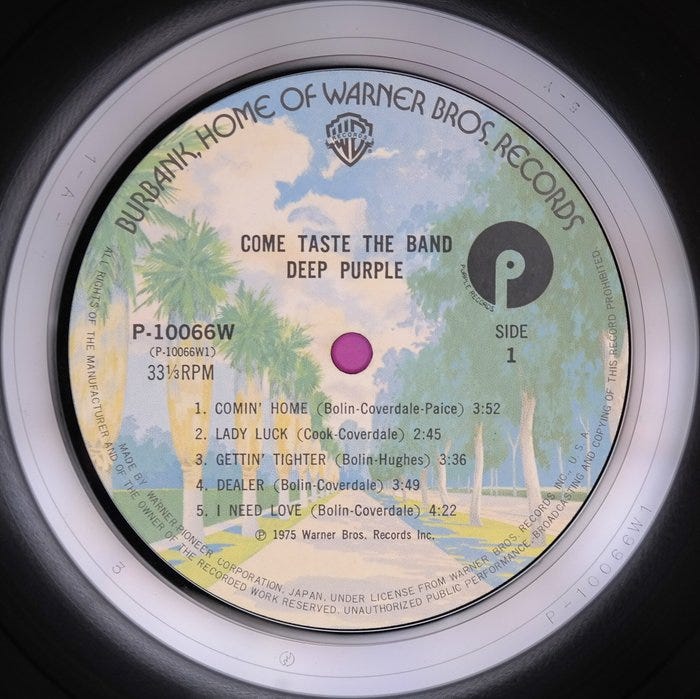 BURBANK, HOME OF WARNER BROS. RECORDS
RECORDS
COME TASTE THE BAND
DEEP PURPLE
PURPLE RECORDS
P-10066W
(P-10066W1)
33⅓RPM
SIDE
1
1. COMIN' HOME (Bolin-Coverdale-Paice) 3:52
2. LADY LUCK (Cook-Coverdale) 2:45
3. GETTIN' TIGHTER (Bolin-Hughes) 3:36
4. DEALER (Bolin-Coverdale) 3:49
5. I NEED LOVE (Bolin-Coverdale) 4:22
℗ 1975 Warner Bros. Records Inc.
MADE BY WARNER-PIONEER CORPORATION, JAPAN, UNDER LICENSE FROM WARNER BROS. RECORDS INC., U.S.A.
ALL RIGHTS OF THE MANUFACTURER AND OF THE OWNER OF THE RECORDED WORK RESERVED. UNAUTHORIZED PUBLIC PERFORMANCE, BROADCASTING AND COPYING OF THIS RECORD PROHIBITED.
P-10066W1
1-A-
3